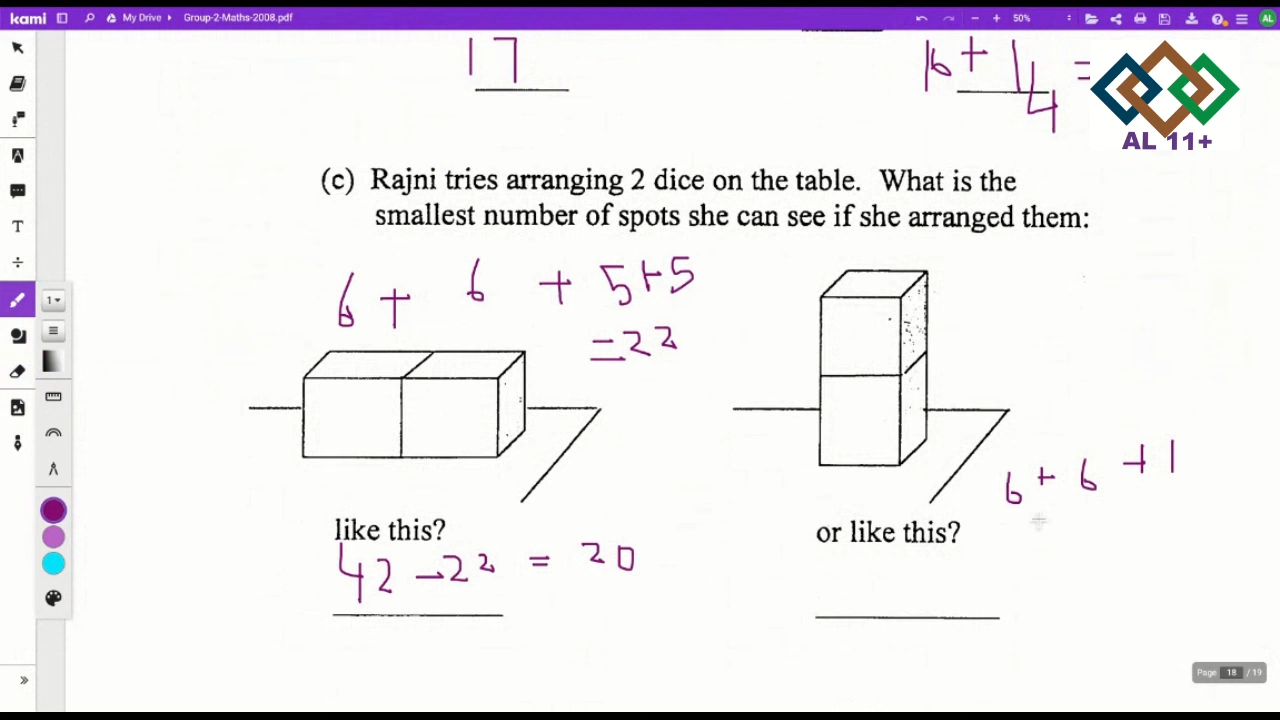 kami My Drive Group-2-Maths-2008.pdf 50% AL
17
16 + 14 =
AL 11+
(c) Rajni tries arranging 2 dice on the table. What is the
smallest number of spots she can see if she arranged them:
6 + 6 + 5+5
=22
6 + 6 + 1
like this?
or like this?
42 - 22 = 20
Page 18 / 19